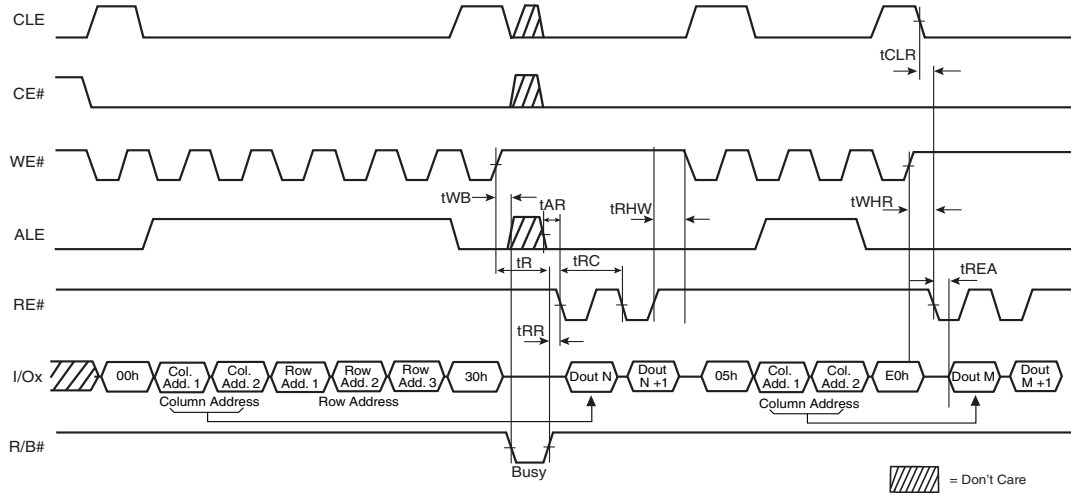 CLE
tCLR
CE#
WE#
tWB
tAR
tRHW
tWHR
ALE
tR
tRC
tREA
RE#
tRR
I/Ox
00h
Col. Add. 1
Col. Add. 2
Row Add. 1
Row Add. 2
Row Add. 3
30h
Dout N
Dout N +1
05h
Col. Add. 1
Col. Add. 2
E0h
Dout M
Dout M +1
Column Address
Row Address
Column Address
R/B#
Busy
= Don't Care